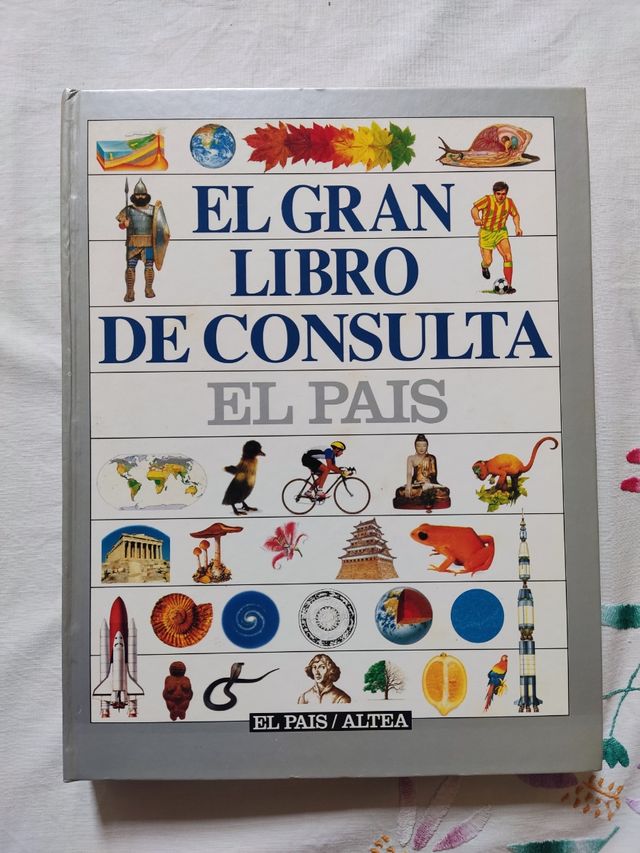 EL GRAN
LIBRO
DE CONSULTA
EL PAIS
EL PAIS / ALTEA